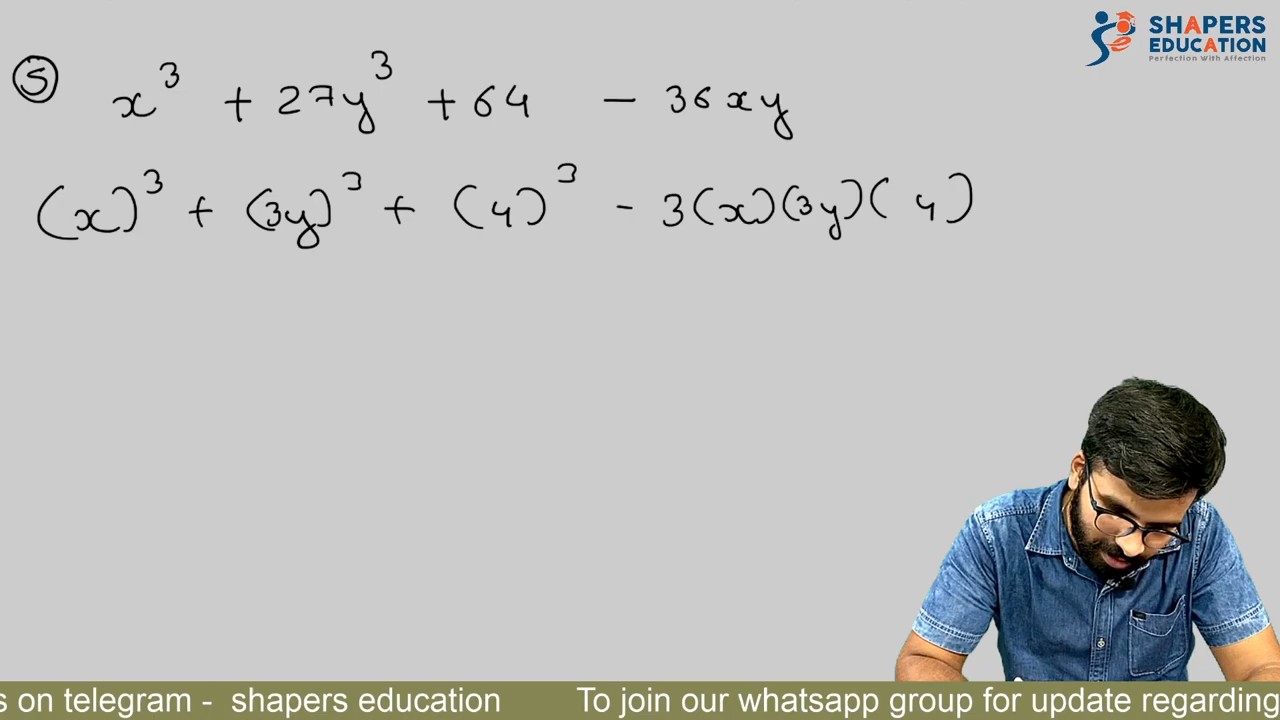 SHAPERS
EDUCATION
Perfection With Affection
⑤ x³ + 27y³ + 64 - 36xy
(x)³ + (3y)³ + (4)³ - 3(x)(3y)(4)
s on telegram - shapers education To join our whatsapp group for update regarding